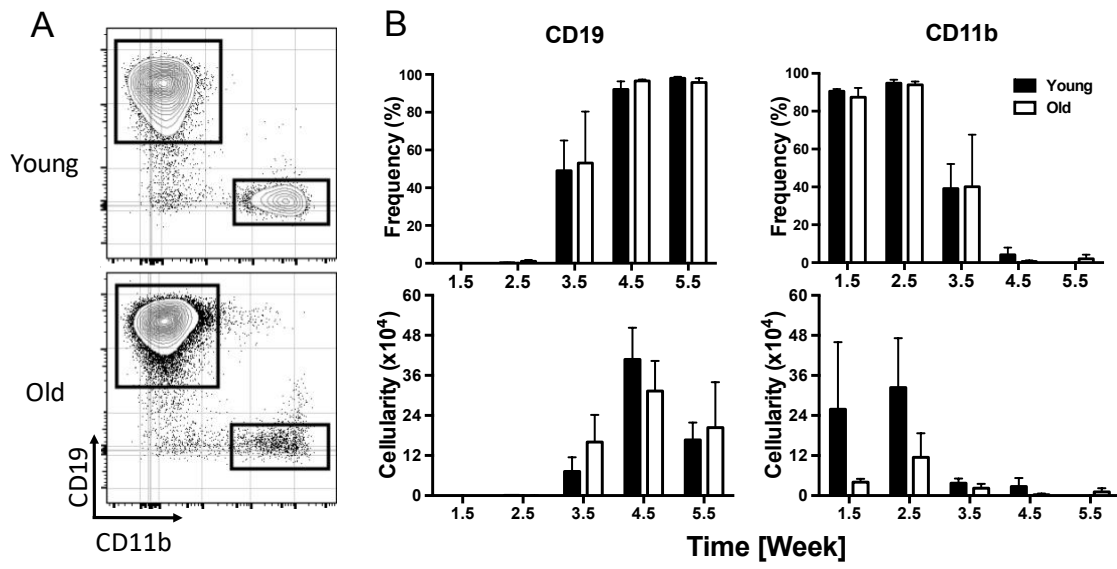 A
Young
Old
CD19
CD11b
B
CD19
CD11b
Frequency (%)
100
80
60
40
20
0
1.5 2.5 3.5 4.5 5.5
Frequency (%)
100
80
60
40
20
0
1.5 2.5 3.5 4.5 5.5
Young
Old
Cellularity (x10⁴)
60
48
36
24
12
0
1.5 2.5 3.5 4.5 5.5
Cellularity (x10⁴)
60
48
36
24
12
0
1.5 2.5 3.5 4.5 5.5
Time [Week]